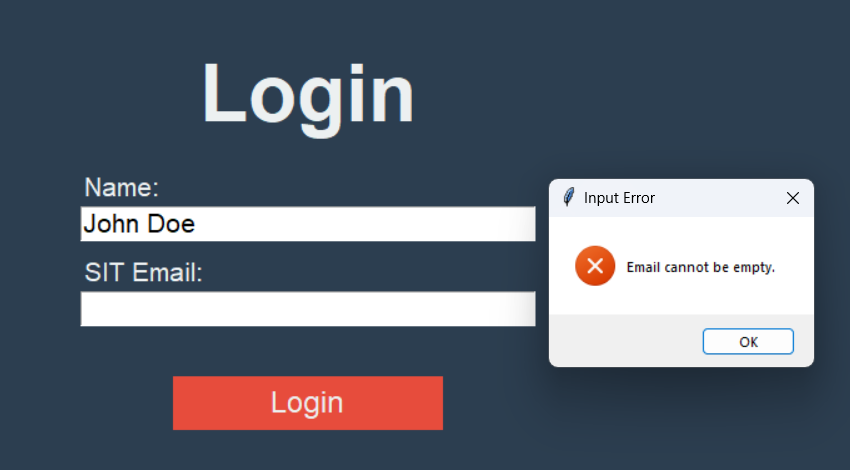 Login
Name:
John Doe
SIT Email:
Login
Input Error
Email cannot be empty.
OK